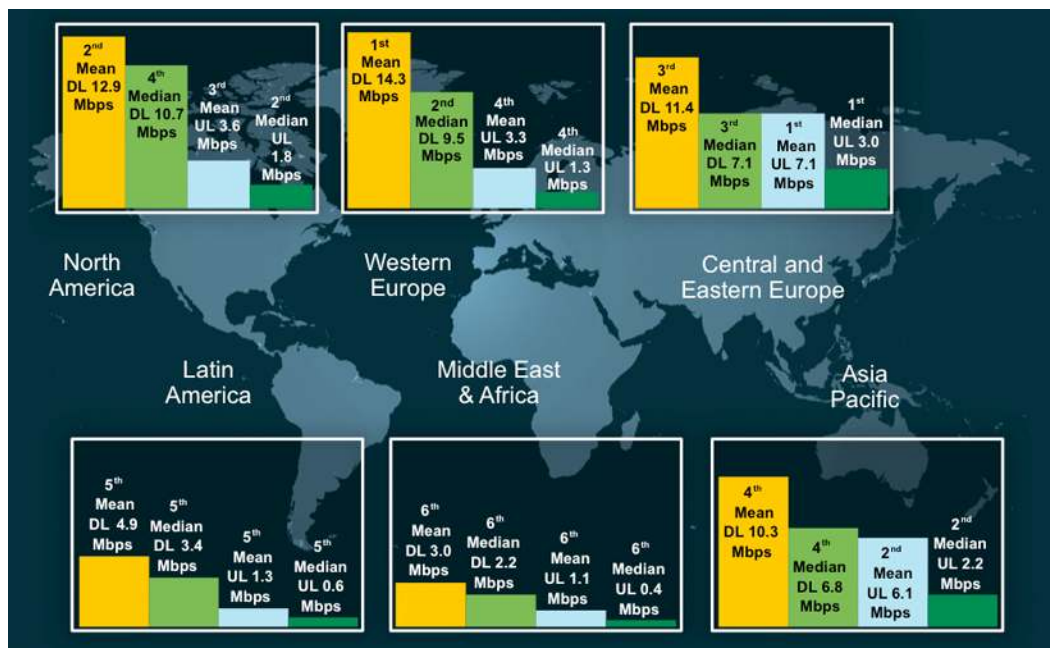 2nd
Mean
DL 12.9
Mbps
4th
Median
DL 10.7
Mbps
3rd
Mean
UL 3.6
Mbps
2nd
Median
UL
1.8
Mbps
1st
Mean
DL 14.3
Mbps
2nd
Median
DL 9.5
Mbps
4th
Mean
UL 3.3
Mbps
4th
Median
UL 1.3
Mbps
3rd
Mean
DL 11.4
Mbps
3rd
Median
DL 7.1
Mbps
1st
Mean
UL 7.1
Mbps
1st
Median
UL 3.0
Mbps
North
America
Western
Europe
Central and
Eastern Europe
Latin
America
Middle East
& Africa
Asia
Pacific
5th
Mean
DL 4.9
Mbps
5th
Median
DL 3.4
Mbps
5th
Mean
UL 1.3
Mbps
5th
Median
UL 0.6
Mbps
6th
Mean
DL 3.0
Mbps
6th
Median
DL 2.2
Mbps
6th
Mean
UL 1.1
Mbps
6th
Median
UL 0.4
Mbps
4th
Mean
DL 10.3
Mbps
4th
Median
DL 6.8
Mbps
2nd
Mean
UL 6.1
Mbps
2nd
Median
UL 2.2
Mbps